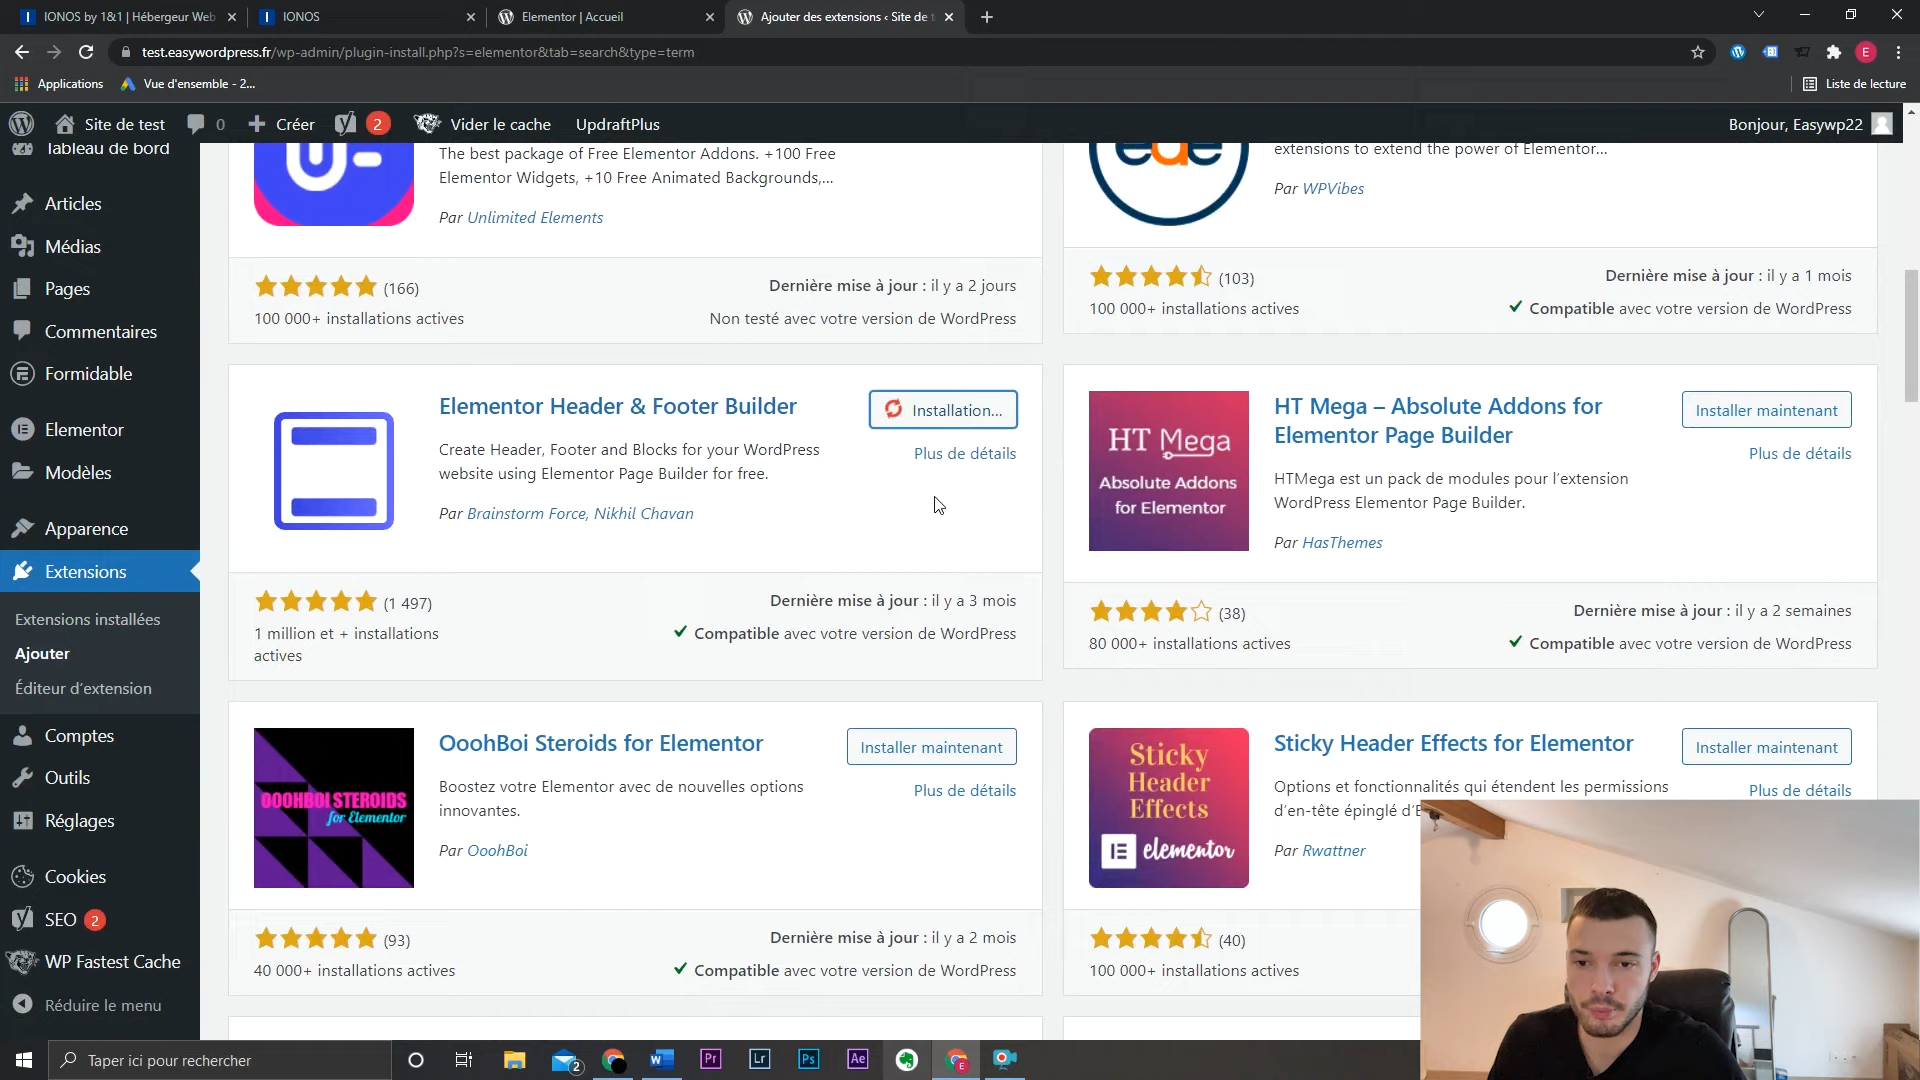 IONOS by 1&1 | Hébergeur Web
IONOS
Elementor | Accueil
Ajouter des extensions ‹ Site de t
test.easywordpress.fr/wp-admin/plugin-install.php?s=elementor&tab=search&type=term
E
Applications
Vue d'ensemble - 2...
Liste de lecture
Site de test
0
Créer
2
Vider le cache
UpdraftPlus
Bonjour, Easywp22
Tableau de bord
Articles
Médias
Pages
Commentaires
Formidable
Elementor
Modèles
Apparence
Extensions
Extensions installées
Ajouter
Éditeur d'extension
Comptes
Outils
Réglages
Cookies
SEO 2
WP Fastest Cache
Réduire le menu
The best package of Free Elementor Addons. +100 Free
Elementor Widgets, +10 Free Animated Backgrounds,...
Par Unlimited Elements
(166)
100 000+ installations actives
Dernière mise à jour : il y a 2 jours
Non testé avec votre version de WordPress
extensions to extend the power of Elementor...
Par WPVibes
(103)
100 000+ installations actives
Dernière mise à jour : il y a 1 mois
Compatible avec votre version de WordPress
Elementor Header & Footer Builder
Installation...
Plus de détails
Create Header, Footer and Blocks for your WordPress
website using Elementor Page Builder for free.
Par Brainstorm Force, Nikhil Chavan
(1 497)
1 million et + installations
actives
Dernière mise à jour : il y a 3 mois
Compatible avec votre version de WordPress
HT Mega
Absolute Addons
for Elementor
HT Mega – Absolute Addons for
Elementor Page Builder
Installer maintenant
Plus de détails
HTMega est un pack de modules pour l'extension
WordPress Elementor Page Builder.
Par HasThemes
(38)
80 000+ installations actives
Dernière mise à jour : il y a 2 semaines
Compatible avec votre version de WordPress
OOOHBOI STEROIDS
for Elementor
OoohBoi Steroids for Elementor
Installer maintenant
Plus de détails
Boostez votre Elementor avec de nouvelles options
innovantes.
Par OoohBoi
(93)
40 000+ installations actives
Dernière mise à jour : il y a 2 mois
Compatible avec votre version de WordPress
Sticky
Header
Effects
elementor
Sticky Header Effects for Elementor
Installer maintenant
Plus de détails
Options et fonctionnalités qui étendent les permissions
d'en-tête épinglé d'E
Par Rwattner
(40)
100 000+ installations actives
Taper ici pour rechercher
2
W
Pr
Lr
Ps
Ae
E